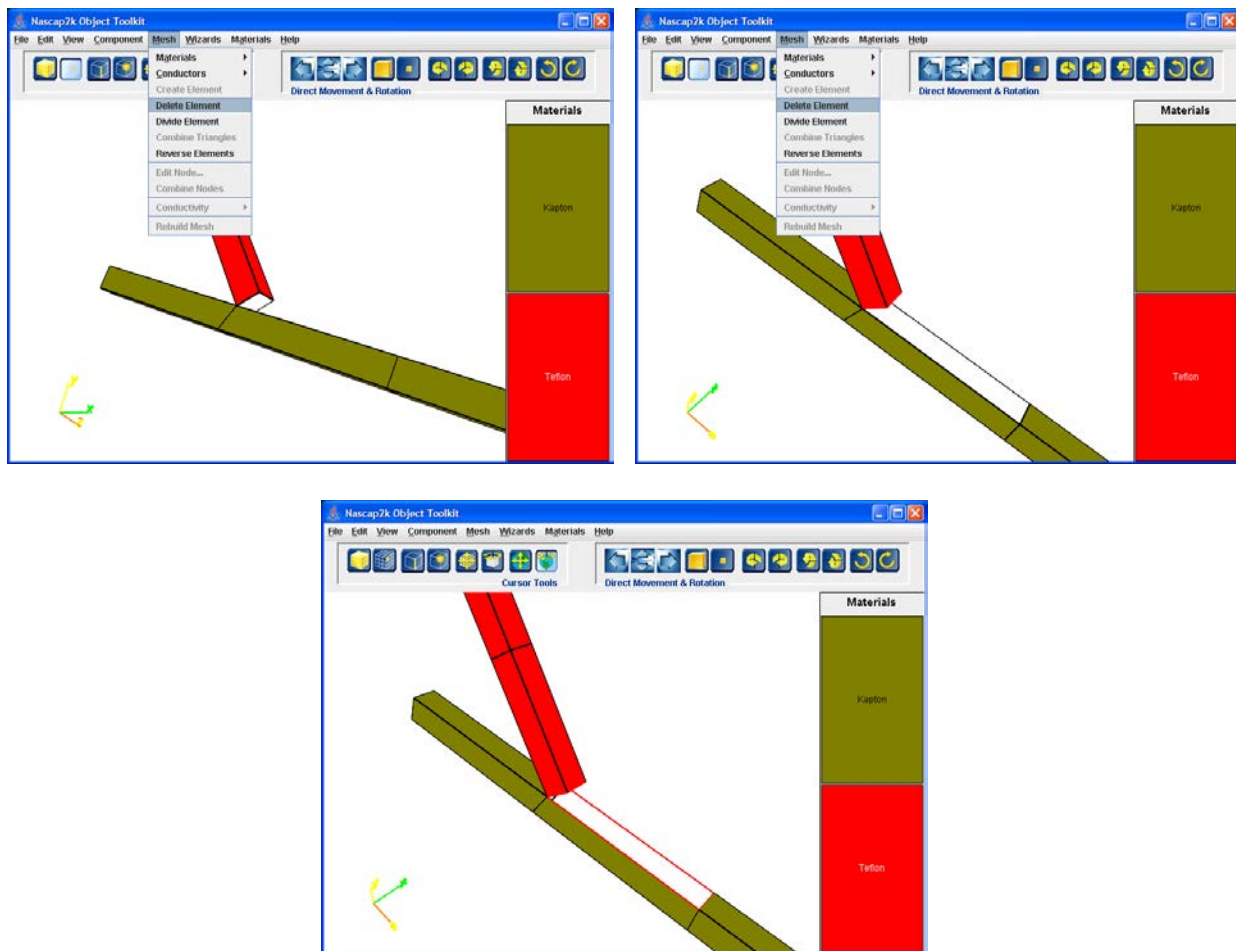 Nascap2k Object Toolkit
File Edit View Component Mesh Wizards Materials Help
Materials
Conductors
Create Element
Delete Element
Divide Element
Combine Triangles
Reverse Elements
Edit Node...
Combine Nodes
Conductivity
Rebuild Mesh
Direct Movement & Rotation
Materials
Kapton
Teflon
Y
X
Z
Nascap2k Object Toolkit
File Edit View Component Mesh Wizards Materials Help
Materials
Conductors
Create Element
Delete Element
Divide Element
Combine Triangles
Reverse Elements
Edit Node...
Combine Nodes
Conductivity
Rebuild Mesh
Direct Movement & Rotation
Materials
Kapton
Teflon
Nascap2k Object Toolkit
File Edit View Component Mesh Wizards Materials Help
Cursor Tools
Direct Movement & Rotation
Materials
Kapton
Teflon